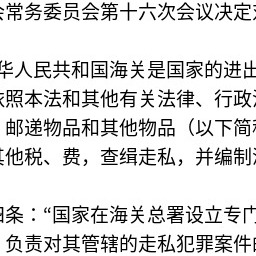 会常务委员会第十六次会议决定对
华人民共和国海关是国家的进出
依照本法和其他有关法律、行政法
邮递物品和其他物品（以下简称
其他税、费，查缉走私，并编制海
四条：“国家在海关总署设立专门
负责对其管辖的走私犯罪案件的